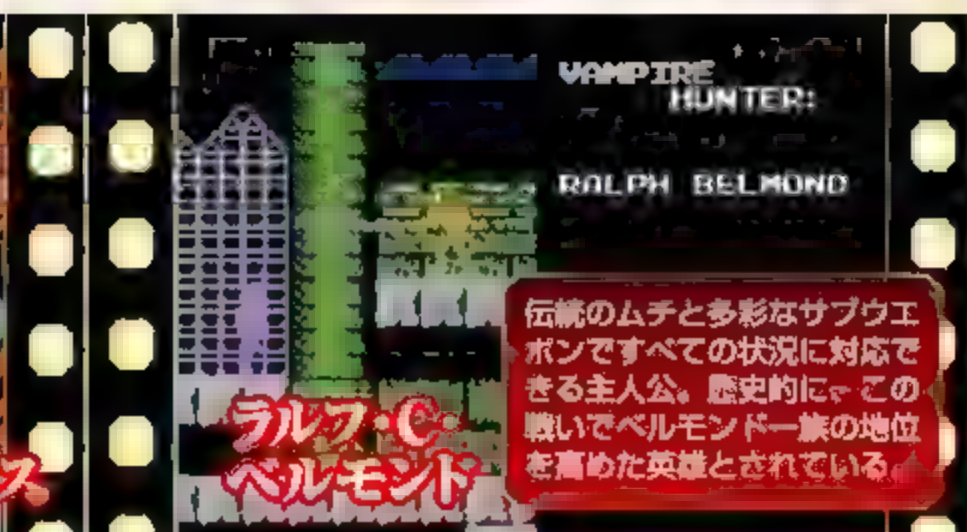 VAMPIRE
HUNTER:
RALPH BELMOND
伝統のムチと多彩なサブウエ
ポンですべての状況に対応で
きる主人公。歴史的に、この
戦いでベルモンド一族の地位
を高めた英雄とされている。
ラルフ・C・
ベルモンド
ス